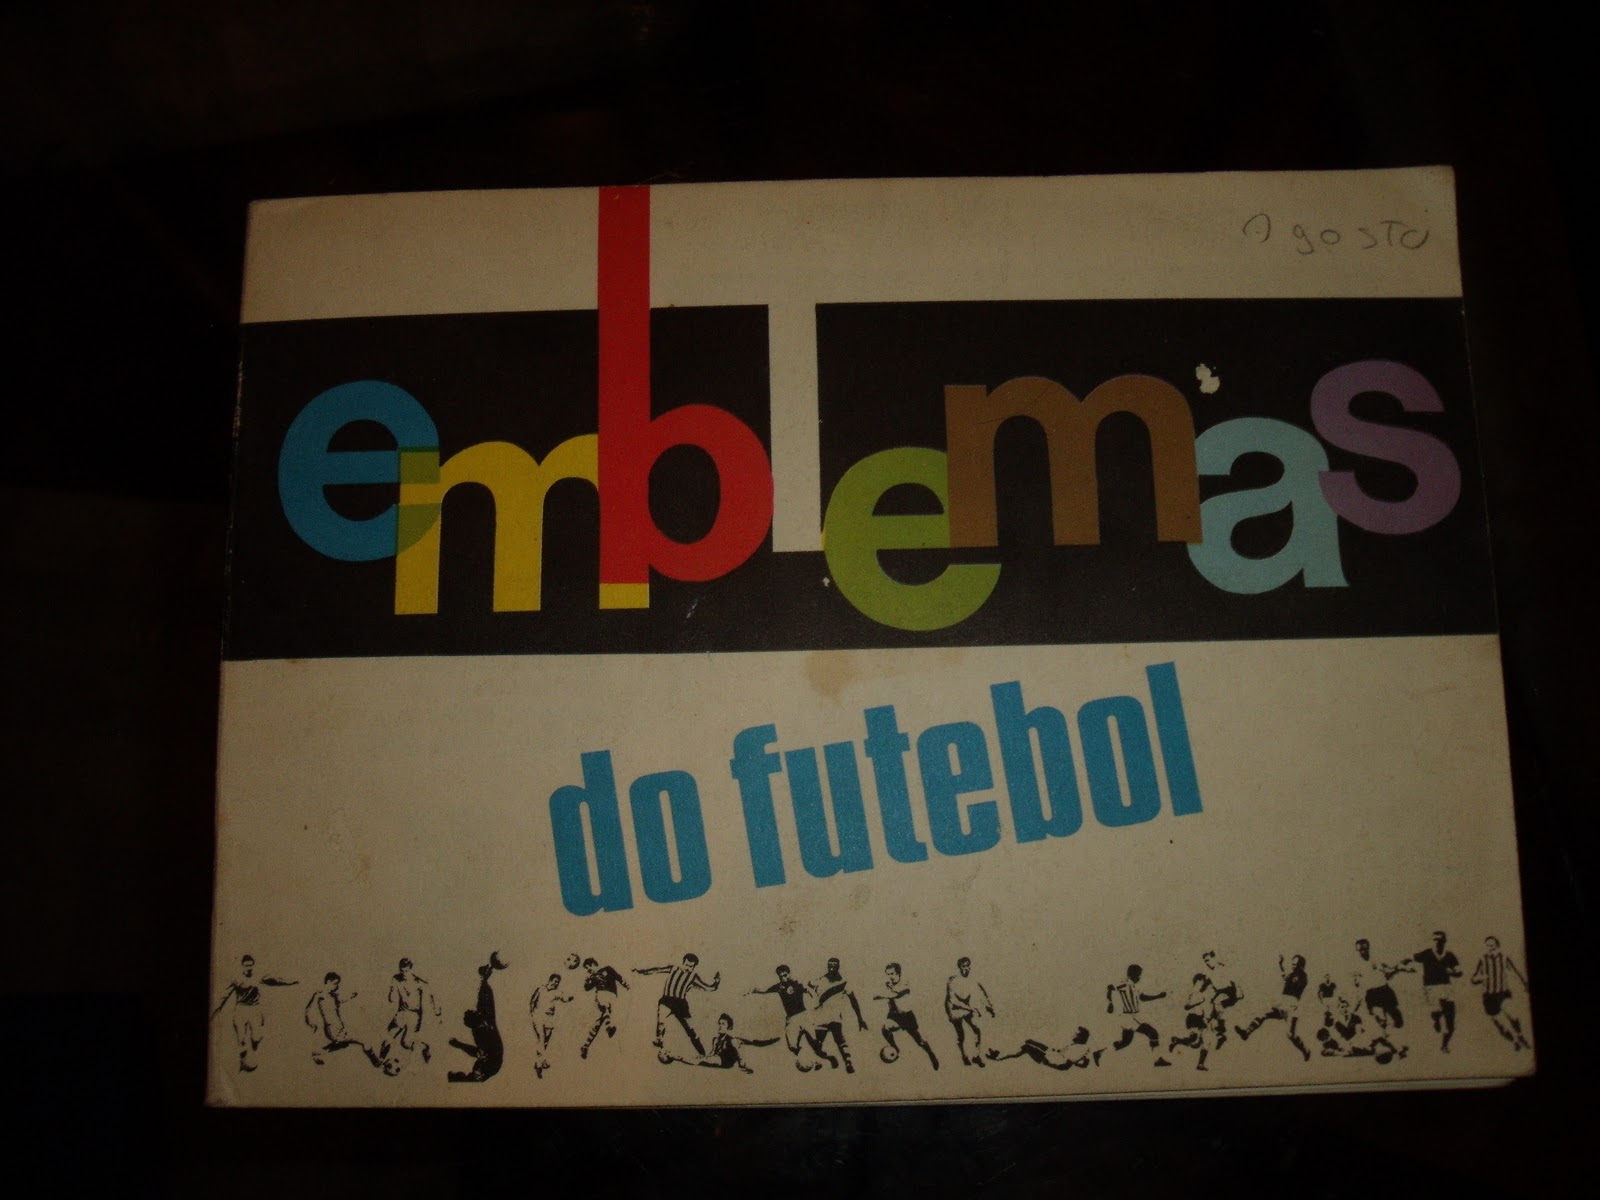 Agosto
emblemas
do futebol